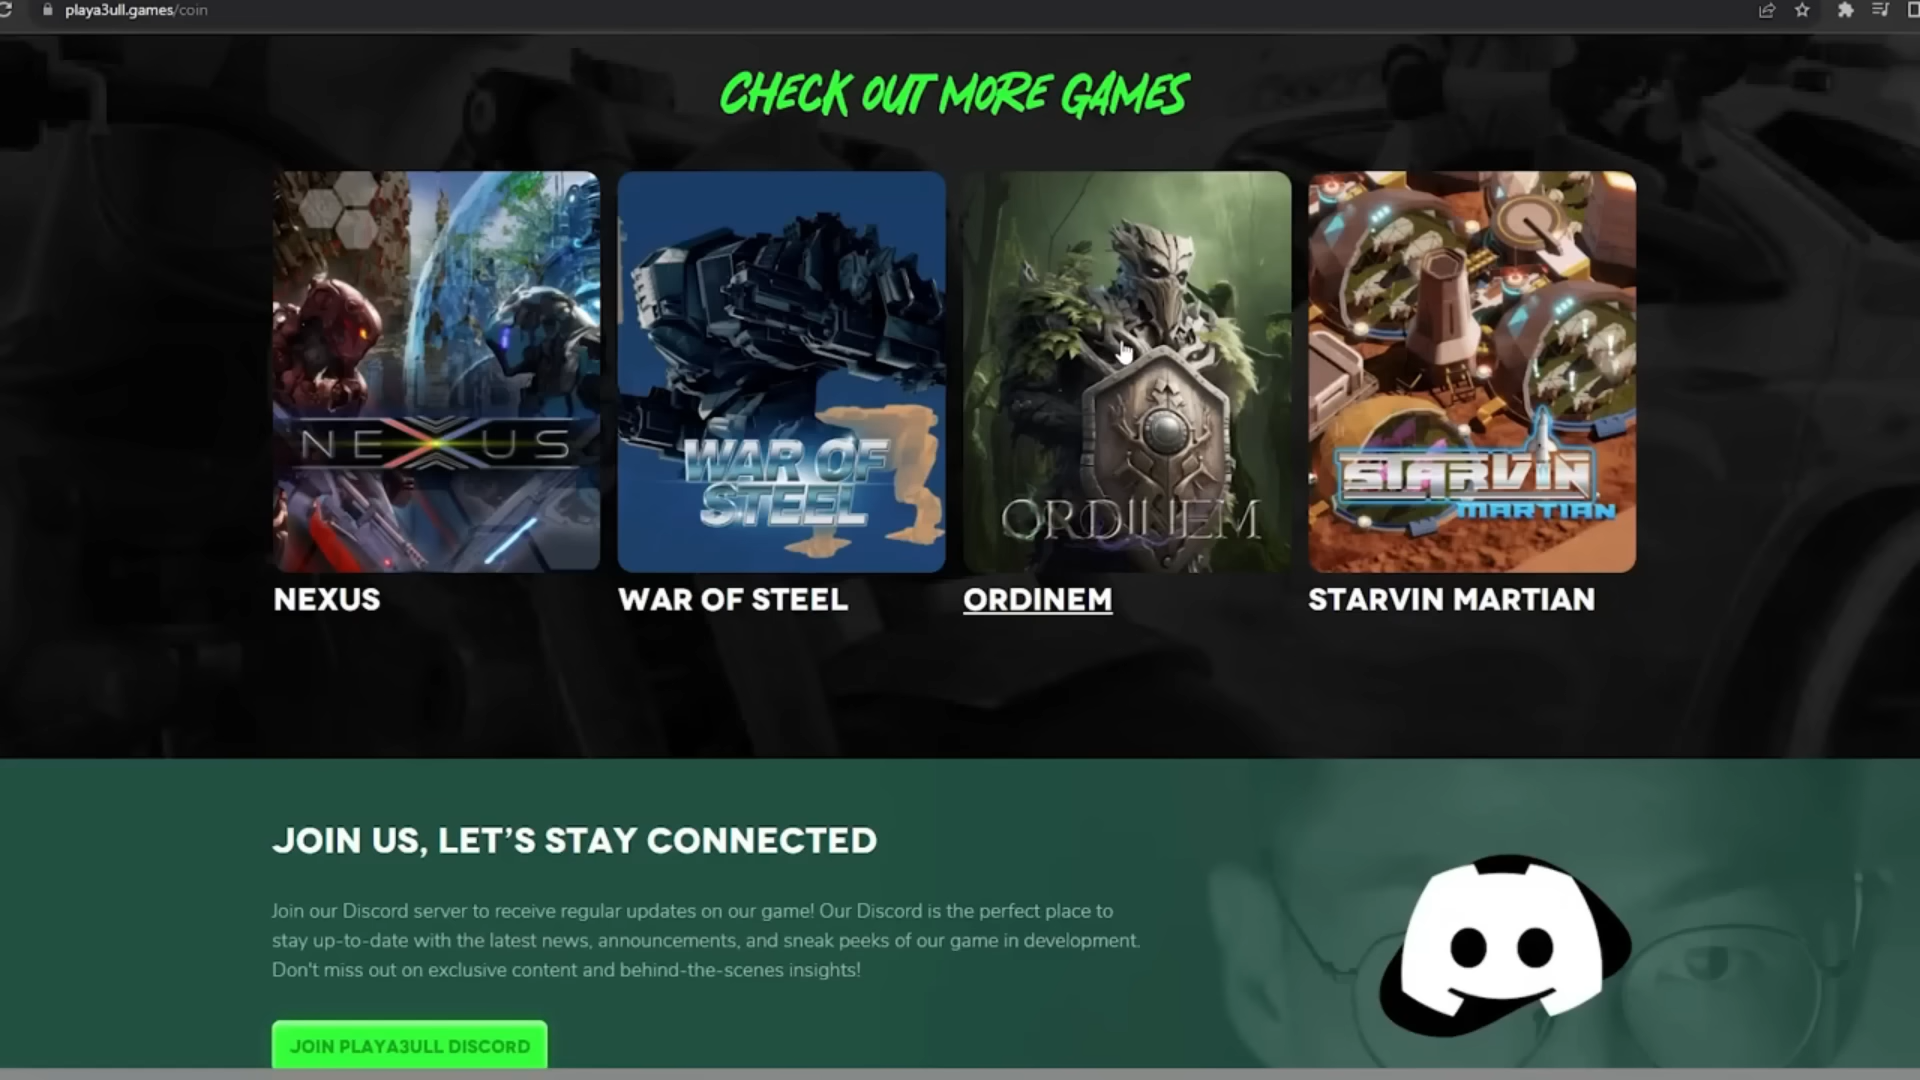 playa3ull.games/coin
CHECK OUT MORE GAMES
NEXUS
WAR OF
STEEL
ORDINEM
STARVIN
MARTIAN
NEXUS
WAR OF STEEL
ORDINEM
STARVIN MARTIAN
JOIN US, LET'S STAY CONNECTED
Join our Discord server to receive regular updates on our game! Our Discord is the perfect place to
stay up-to-date with the latest news, announcements, and sneak peeks of our game in development.
Don't miss out on exclusive content and behind-the-scenes insights!
JOIN PLAYA3ULL DISCORD